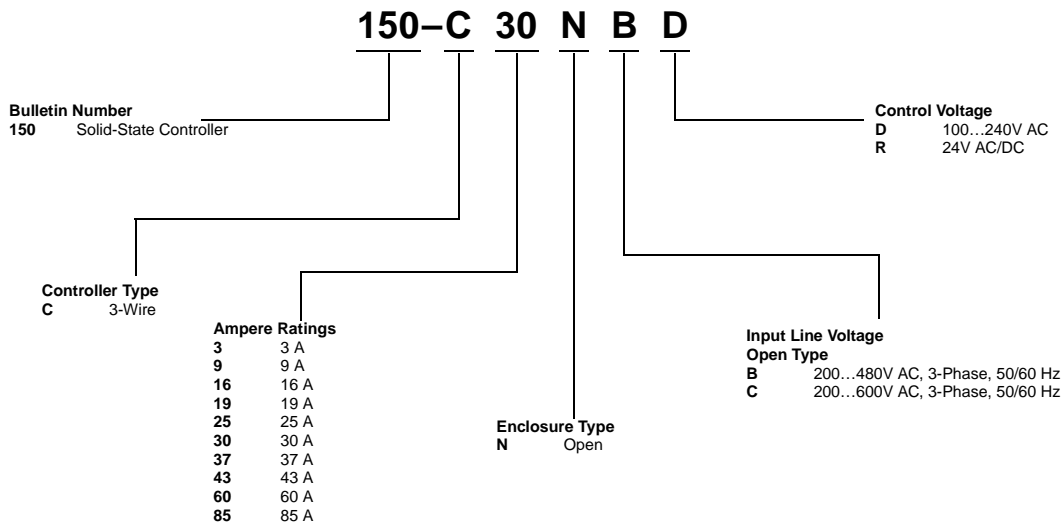 150–C 30 N B D
Bulletin Number
150 Solid-State Controller
Control Voltage
D 100…240V AC
R 24V AC/DC
Controller Type
C 3-Wire
Ampere Ratings
3 3 A
9 9 A
16 16 A
19 19 A
25 25 A
30 30 A
37 37 A
43 43 A
60 60 A
85 85 A
Enclosure Type
N Open
Input Line Voltage
Open Type
B 200…480V AC, 3-Phase, 50/60 Hz
C 200…600V AC, 3-Phase, 50/60 Hz